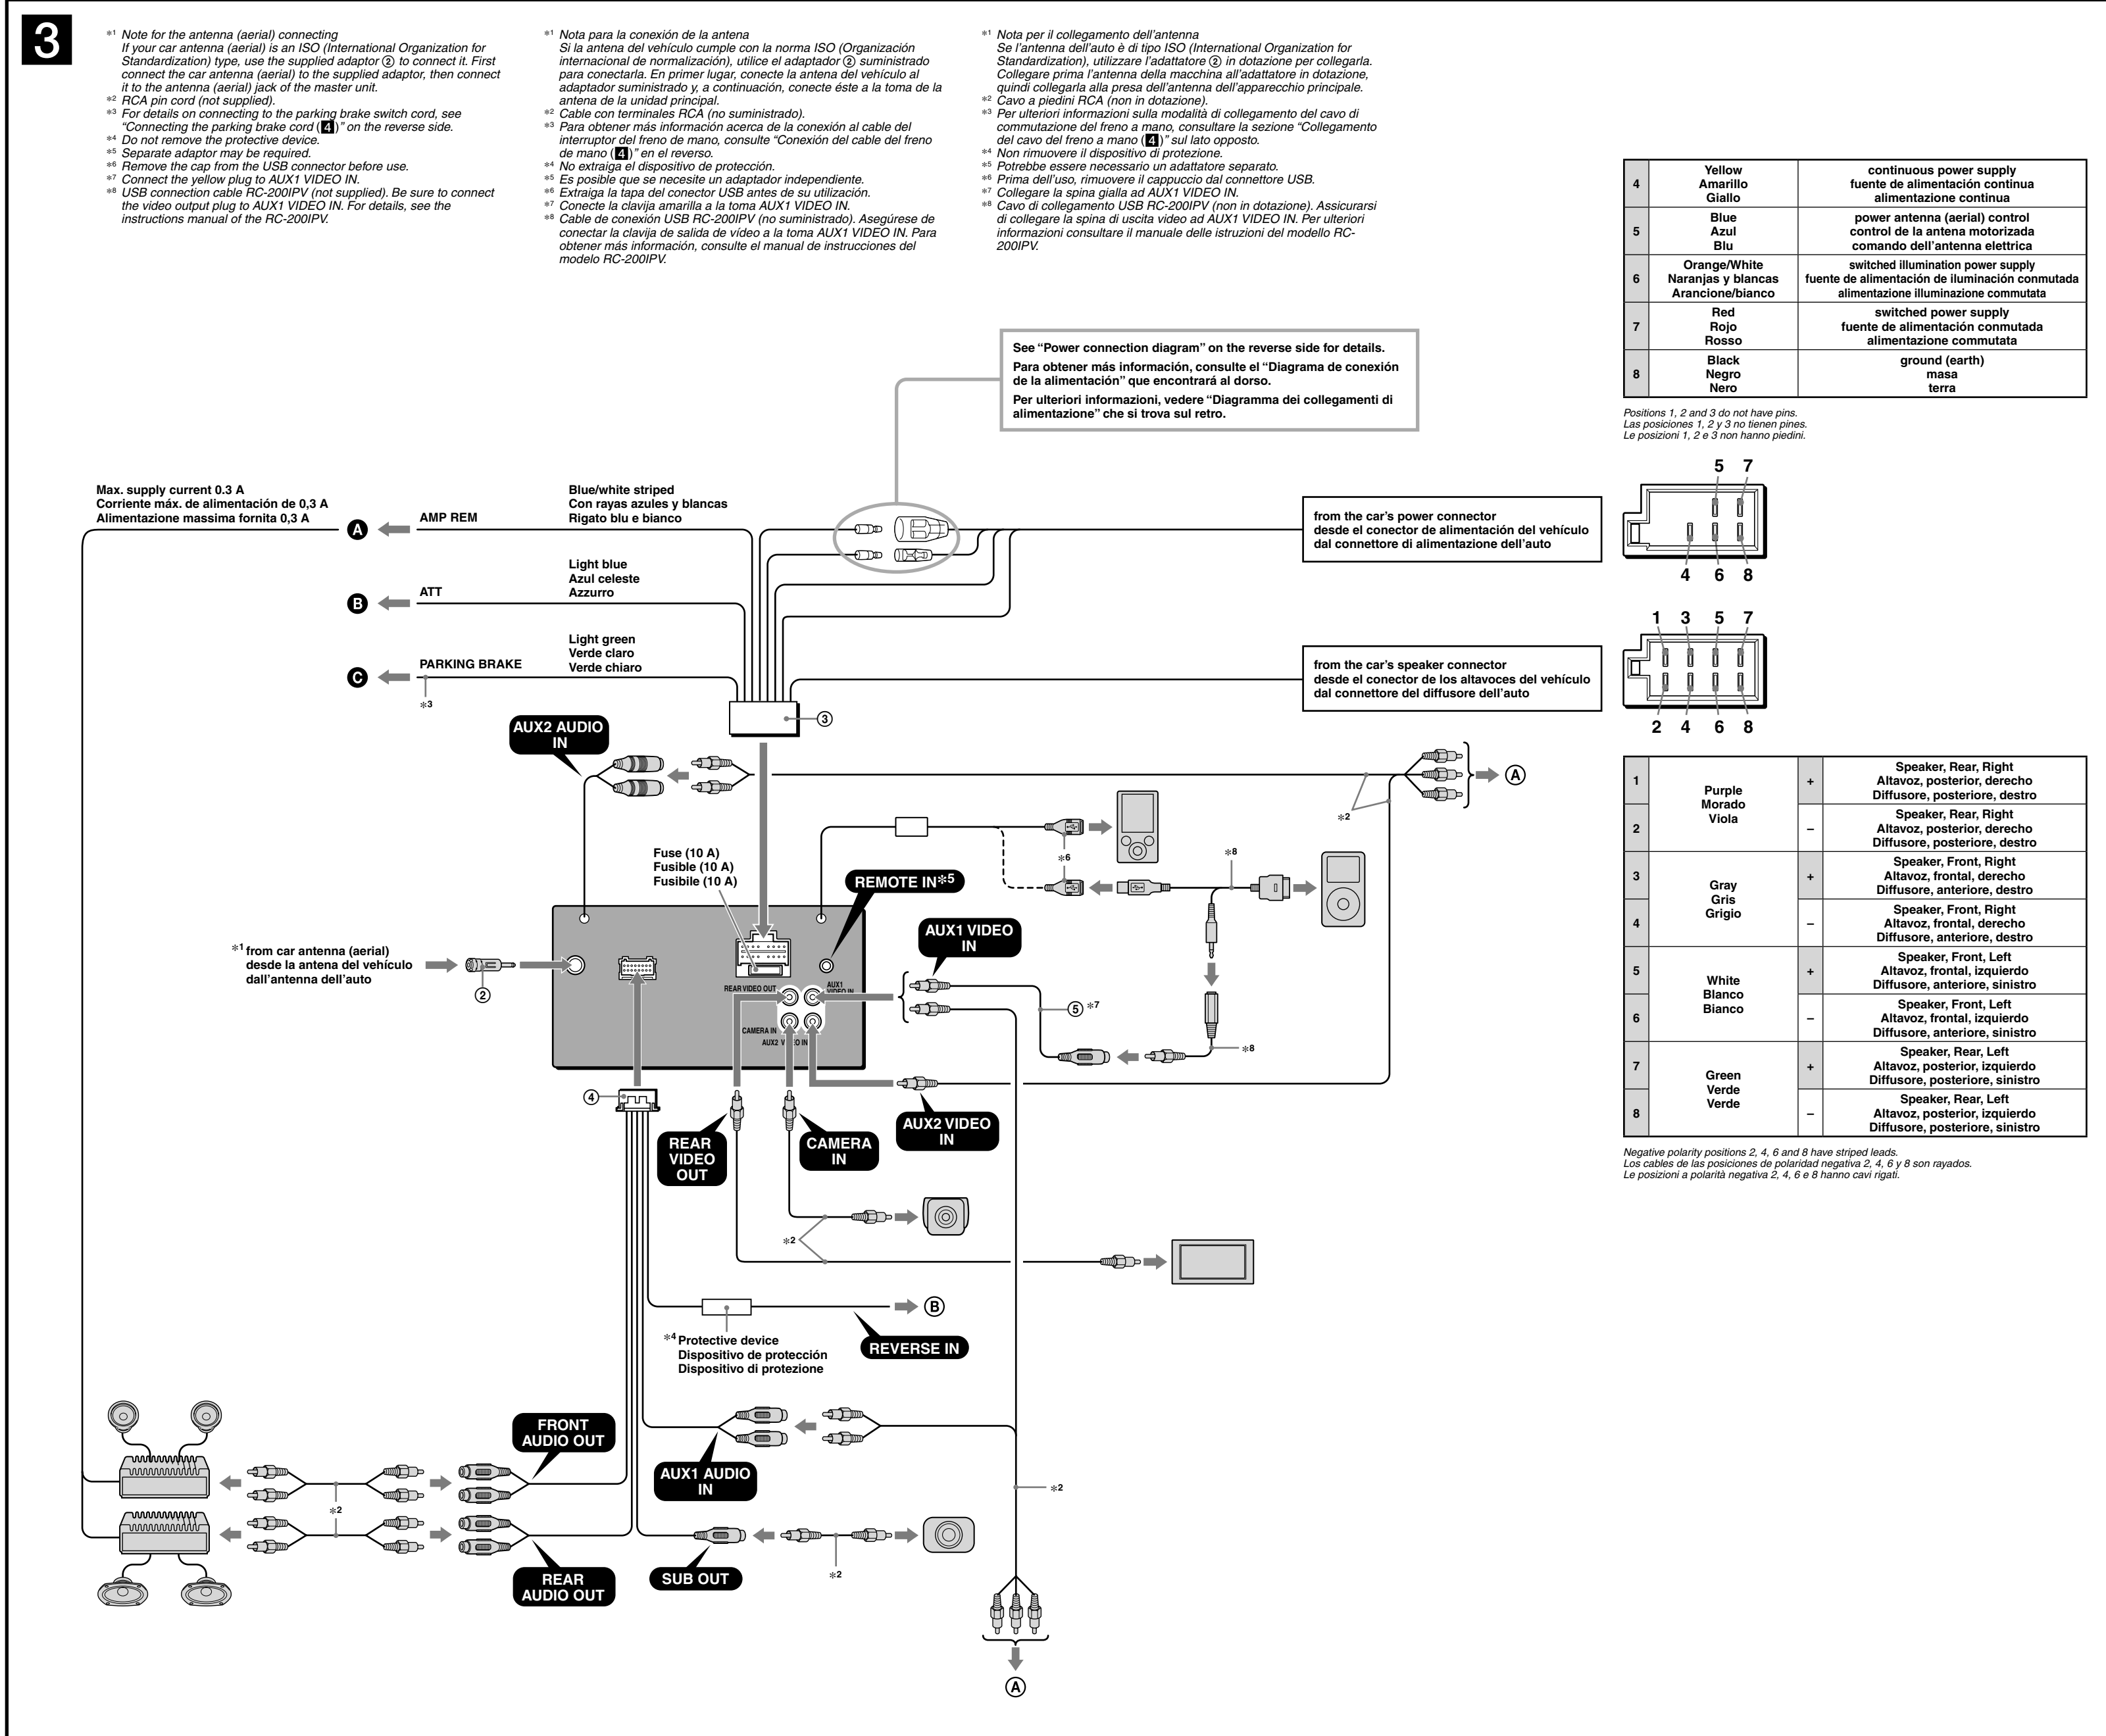 3
*1 Note for the antenna (aerial) connecting
If your car antenna (aerial) is an ISO (International Organization for
Standardization) type, use the supplied adaptor ② to connect it. First
connect the car antenna (aerial) to the supplied adaptor, then connect
it to the antenna (aerial) jack of the master unit.
*2 RCA pin cord (not supplied).
*3 For details on connecting to the parking brake switch cord, see
“Connecting the parking brake cord (4)” on the reverse side.
*4 Do not remove the protective device.
*5 Separate adaptor may be required.
*6 Remove the cap from the USB connector before use.
*7 Connect the yellow plug to AUX1 VIDEO IN.
*8 USB connection cable RC-200IPV (not supplied). Be sure to connect
the video output plug to AUX1 VIDEO IN. For details, see the
instructions manual of the RC-200IPV.
*1 Nota para la conexión de la antena
Si la antena del vehículo cumple con la norma ISO (Organización
internacional de normalización), utilice el adaptador ② suministrado
para conectarla. En primer lugar, conecte la antena del vehículo al
adaptador suministrado y, a continuación, conecte éste a la toma de la
antena de la unidad principal.
*2 Cable con terminales RCA (no suministrado).
*3 Para obtener más información acerca de la conexión al cable del
interruptor del freno de mano, consulte “Conexión del cable del freno
de mano (4)” en el reverso.
*4 No extraiga el dispositivo de protección.
*5 Es posible que se necesite un adaptador independiente.
*6 Extraiga la tapa del conector USB antes de su utilización.
*7 Conecte la clavija amarilla a la toma AUX1 VIDEO IN.
*8 Cable de conexión USB RC-200IPV (no suministrado). Asegúrese de
conectar la clavija de salida de vídeo a la toma AUX1 VIDEO IN. Para
obtener más información, consulte el manual de instrucciones del
modelo RC-200IPV.
*1 Nota per il collegamento dell’antenna
Se l’antenna dell’auto è di tipo ISO (International Organization for
Standardization), utilizzare l’adattatore ② in dotazione per collegarla.
Collegare prima l’antenna della macchina all’adattatore in dotazione,
quindi collegarla alla presa dell’antenna dell’apparecchio principale.
*2 Cavo a piedini RCA (non in dotazione).
*3 Per ulteriori informazioni sulla modalità di collegamento del cavo di
commutazione del freno a mano, consultare la sezione “Collegamento
del cavo del freno a mano (4)” sul lato opposto.
*4 Non rimuovere il dispositivo di protezione.
*5 Potrebbe essere necessario un adattatore separato.
*6 Prima dell’uso, rimuovere il cappuccio dal connettore USB.
*7 Collegare la spina gialla ad AUX1 VIDEO IN.
*8 Cavo di collegamento USB RC-200IPV (non in dotazione). Assicurarsi
di collegare la spina di uscita video ad AUX1 VIDEO IN. Per ulteriori
informazioni consultare il manuale delle istruzioni del modello RC-
200IPV.
4
Yellow
Amarillo
Giallo
continuous power supply
fuente de alimentación continua
alimentazione continua
5
Blue
Azul
Blu
power antenna (aerial) control
control de la antena motorizada
comando dell’antenna elettrica
6
Orange/White
Naranjas y blancas
Arancione/bianco
switched illumination power supply
fuente de alimentación de iluminación conmutada
alimentazione illuminazione commutata
7
Red
Rojo
Rosso
switched power supply
fuente de alimentación conmutada
alimentazione commutata
8
Black
Negro
Nero
ground (earth)
masa
terra
Positions 1, 2 and 3 do not have pins.
Las posiciones 1, 2 y 3 no tienen pines.
Le posizioni 1, 2 e 3 non hanno piedini.
See “Power connection diagram” on the reverse side for details.
Para obtener más información, consulte el “Diagrama de conexión
de la alimentación” que encontrará al dorso.
Per ulteriori informazioni, vedere “Diagramma dei collegamenti di
alimentazione” che si trova sul retro.
Max. supply current 0.3 A
Corriente máx. de alimentación de 0,3 A
Alimentazione massima fornita 0,3 A
A
AMP REM
Blue/white striped
Con rayas azules y blancas
Rigato blu e bianco
from the car’s power connector
desde el conector de alimentación del vehículo
dal connettore di alimentazione dell’auto
5 7
4 6 8
B
ATT
Light blue
Azul celeste
Azzurro
C
PARKING BRAKE
*3
Light green
Verde claro
Verde chiaro
③
from the car’s speaker connector
desde el conector de los altavoces del vehículo
dal connettore del diffusore dell’auto
1 3 5 7
2 4 6 8
AUX2 AUDIO
IN
Ⓐ
*2
*6
*8
Fuse (10 A)
Fusible (10 A)
Fusibile (10 A)
REMOTE IN*5
AUX1 VIDEO
IN
*1 from car antenna (aerial)
desde la antena del vehículo
dall’antenna dell’auto
②
REAR VIDEO OUT
AUX1
VIDEO IN
CAMERA IN
AUX2 VIDEO IN
⑤ *7
*8
④
REAR
VIDEO
OUT
CAMERA
IN
AUX2 VIDEO
IN
*2
Ⓑ
*4 Protective device
Dispositivo de protección
Dispositivo di protezione
REVERSE IN
FRONT
AUDIO OUT
AUX1 AUDIO
IN
*2
*2
REAR
AUDIO OUT
SUB OUT
*2
Ⓐ
1
2
Purple
Morado
Viola
+
Speaker, Rear, Right
Altavoz, posterior, derecho
Diffusore, posteriore, destro
–
Speaker, Rear, Right
Altavoz, posterior, derecho
Diffusore, posteriore, destro
3
4
Gray
Gris
Grigio
+
Speaker, Front, Right
Altavoz, frontal, derecho
Diffusore, anteriore, destro
–
Speaker, Front, Right
Altavoz, frontal, derecho
Diffusore, anteriore, destro
5
6
White
Blanco
Bianco
+
Speaker, Front, Left
Altavoz, frontal, izquierdo
Diffusore, anteriore, sinistro
–
Speaker, Front, Left
Altavoz, frontal, izquierdo
Diffusore, anteriore, sinistro
7
8
Green
Verde
Verde
+
Speaker, Rear, Left
Altavoz, posterior, izquierdo
Diffusore, posteriore, sinistro
–
Speaker, Rear, Left
Altavoz, posterior, izquierdo
Diffusore, posteriore, sinistro
Negative polarity positions 2, 4, 6 and 8 have striped leads.
Los cables de las posiciones de polaridad negativa 2, 4, 6 y 8 son rayados.
Le posizioni a polarità negativa 2, 4, 6 e 8 hanno cavi rigati.